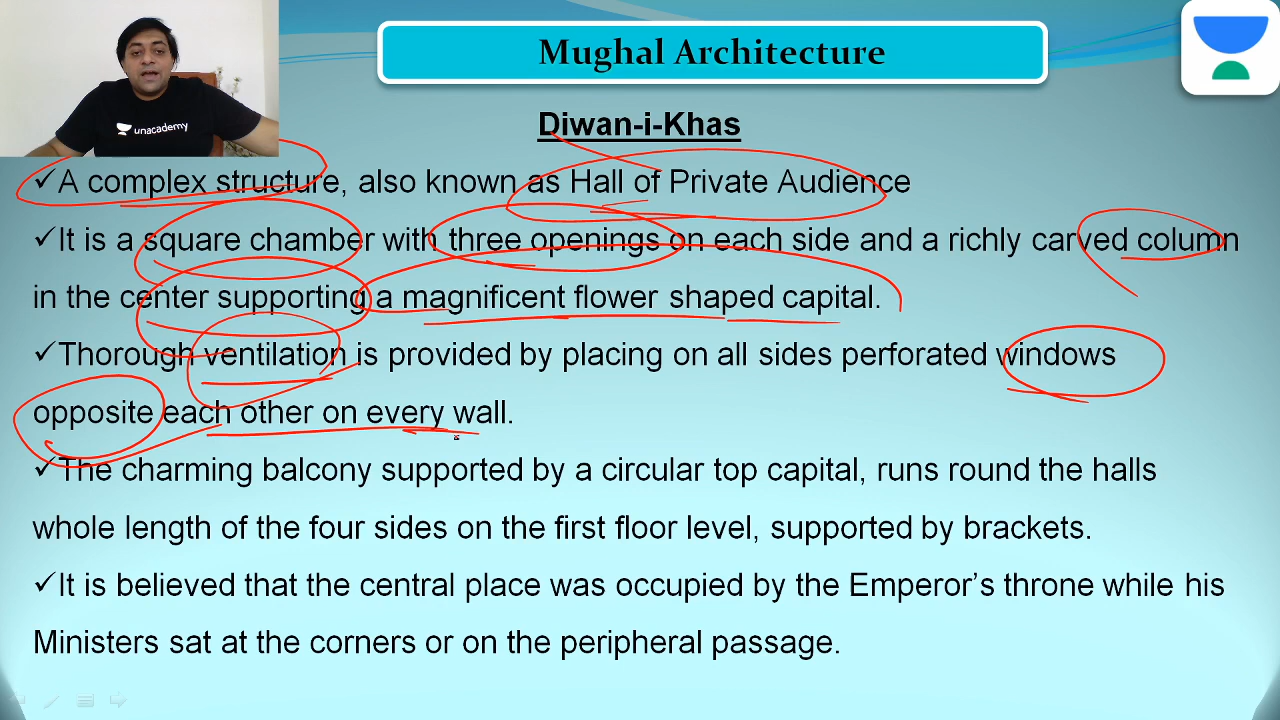 Mughal Architecture
unacademy
Diwan-i-Khas
✓A complex structure, also known as Hall of Private Audience
✓It is a square chamber with three openings on each side and a richly carved column
in the center supporting a magnificent flower shaped capital.
✓Thorough ventilation is provided by placing on all sides perforated windows
opposite each other on every wall.
✓The charming balcony supported by a circular top capital, runs round the halls
whole length of the four sides on the first floor level, supported by brackets.
✓It is believed that the central place was occupied by the Emperor’s throne while his
Ministers sat at the corners or on the peripheral passage.